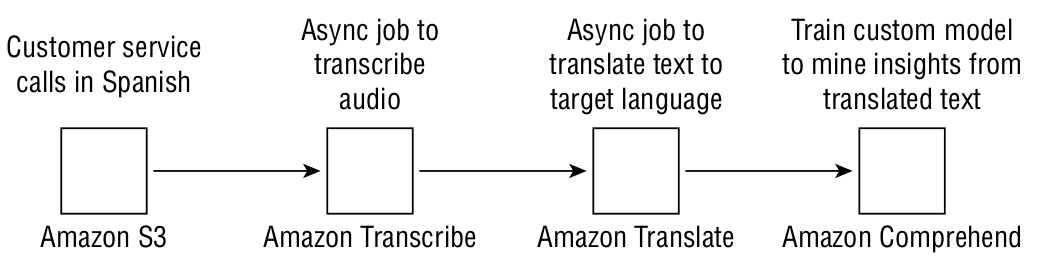 Customer service
calls in Spanish
Async job to
transcribe
audio
Async job to
translate text to
target language
Train custom model
to mine insights from
translated text
Amazon S3
Amazon Transcribe
Amazon Translate
Amazon Comprehend